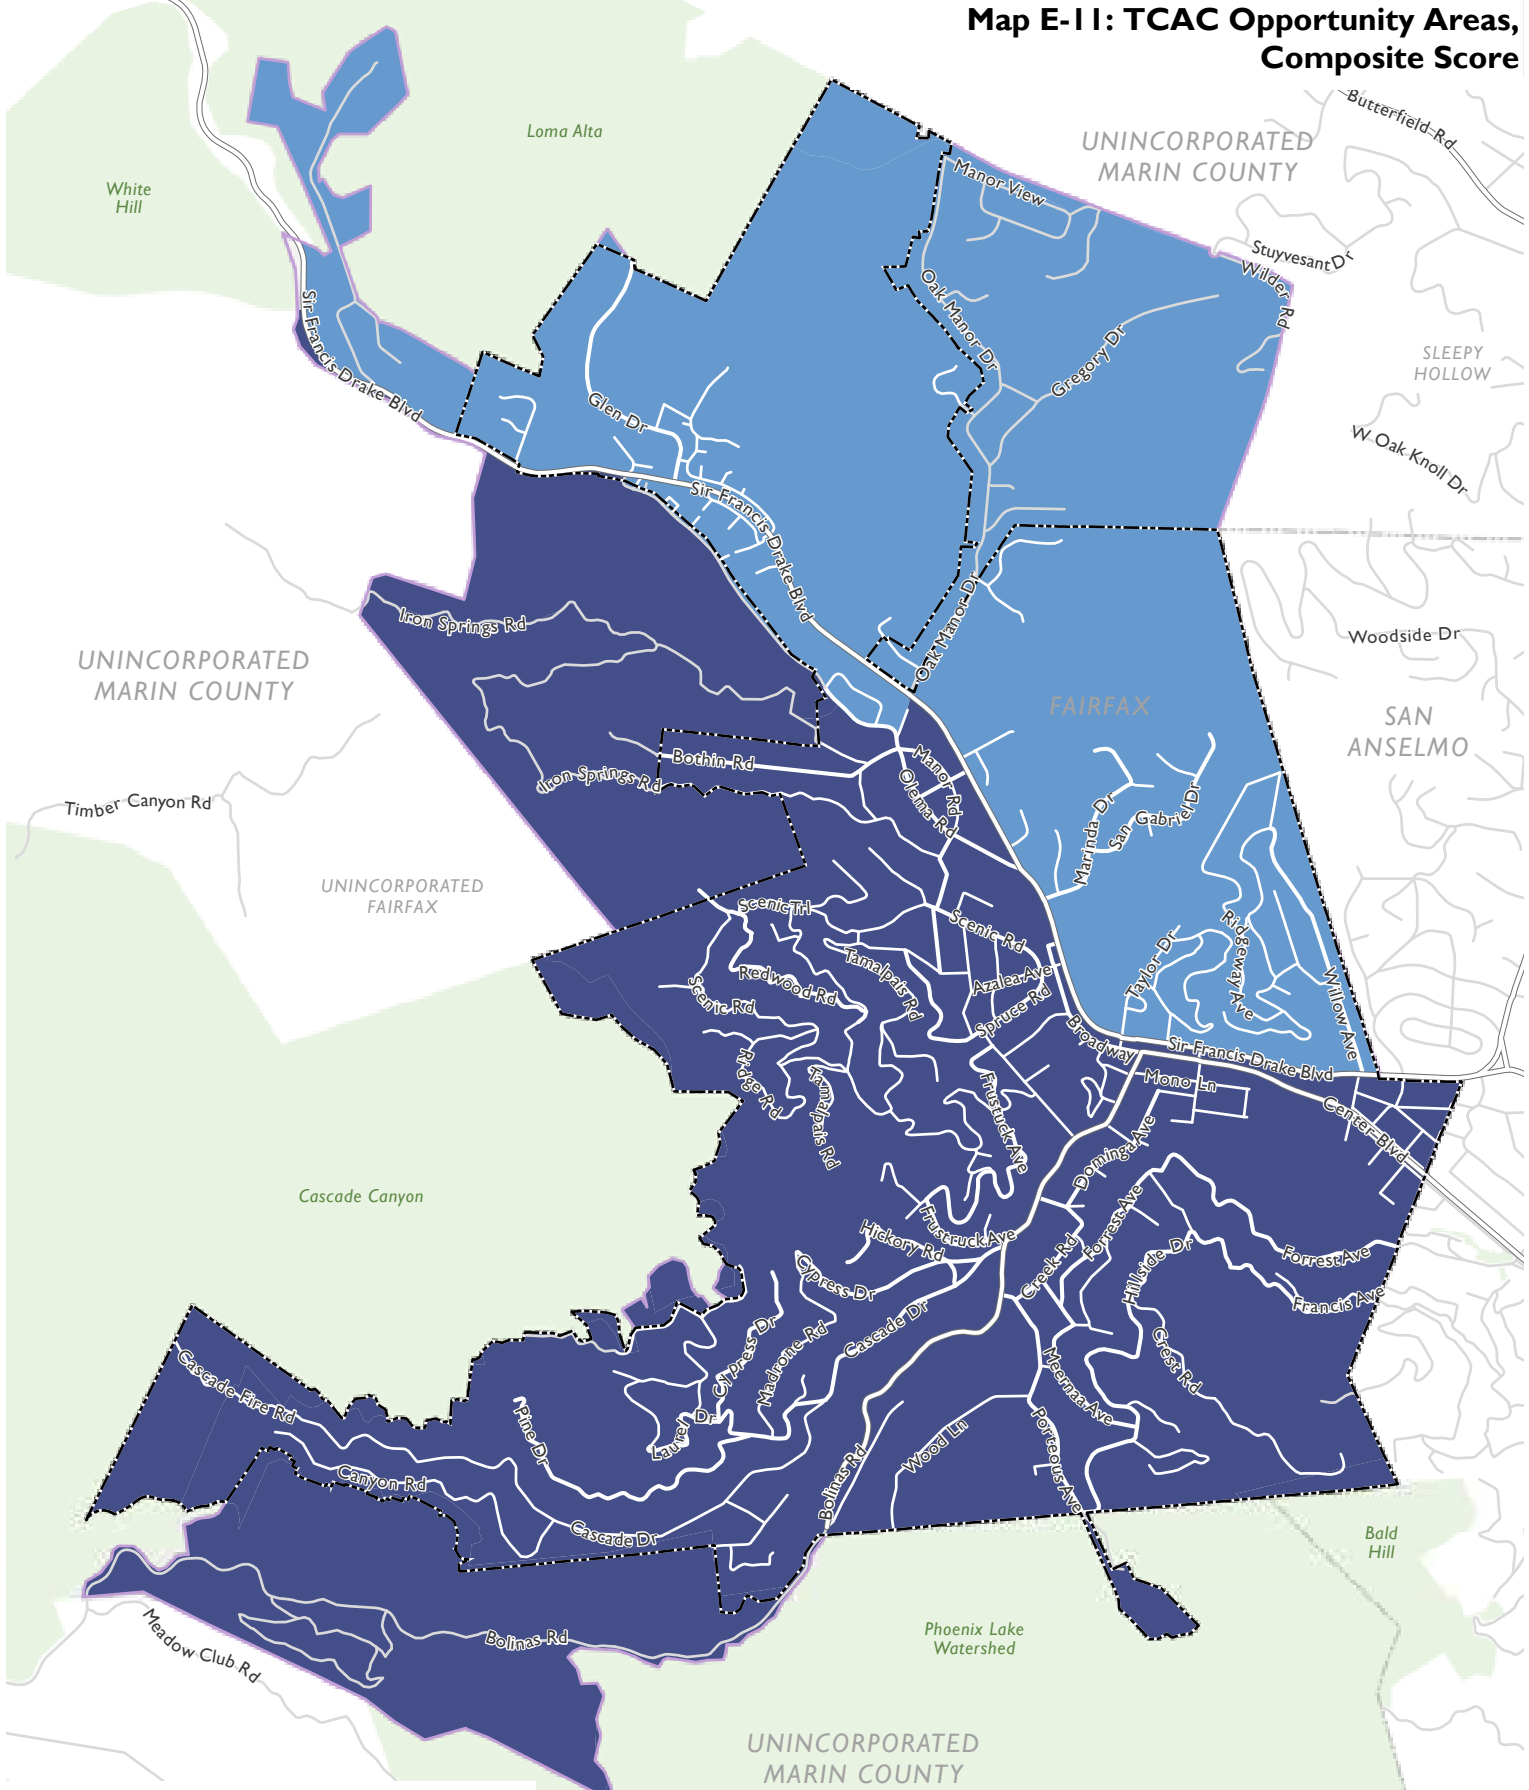 Map E-11: TCAC Opportunity Areas,
Composite Score
Butterfield Rd
Loma Alta
UNINCORPORATED
MARIN COUNTY
White
Hill
Manor View
Stuyvesant Dr
Wilder Rd
Sir Francis Drake Blvd
Oak Manor Dr
Gregory Dr
SLEEPY
HOLLOW
Glen Dr
W Oak Knoll Dr
Sir Francis Drake Blvd
Iron Springs Rd
Oak Manor Dr
Woodside Dr
UNINCORPORATED
MARIN COUNTY
FAIRFAX
SAN
ANSELMO
Bothin Rd
Manor Rd
Iron Springs Rd
Olema Rd
Timber Canyon Rd
Marinda Dr
San Gabriel Dr
UNINCORPORATED
FAIRFAX
Scenic Trl
Scenic Rd
Ridgeway Ave
Taylor Dr
Tamalpais Rd
Redwood Rd
Azalea Ave
Scenic Rd
Spruce Rd
Willow Ave
Broadway
Sir Francis Drake Blvd
Ridge Rd
Tamalpais Rd
Mono Ln
Frustuck Ave
Center Blvd
Dominga Ave
Cascade Canyon
Forrest Ave
Frustruck Ave
Hickory Rd
Creek Rd
Hillside Dr
Forrest Ave
Cypress Dr
Francis Ave
Cascade Dr
Cypress Dr
Madrone Rd
Crest Rd
Cascade Fire Rd
Meernaa Ave
Laurel Dr
Pine Dr
Porteous Ave
Wood Ln
Canyon Rd
Bolinas Rd
Cascade Dr
Bald
Hill
Meadow Club Rd
Bolinas Rd
Phoenix Lake
Watershed
UNINCORPORATED
MARIN COUNTY